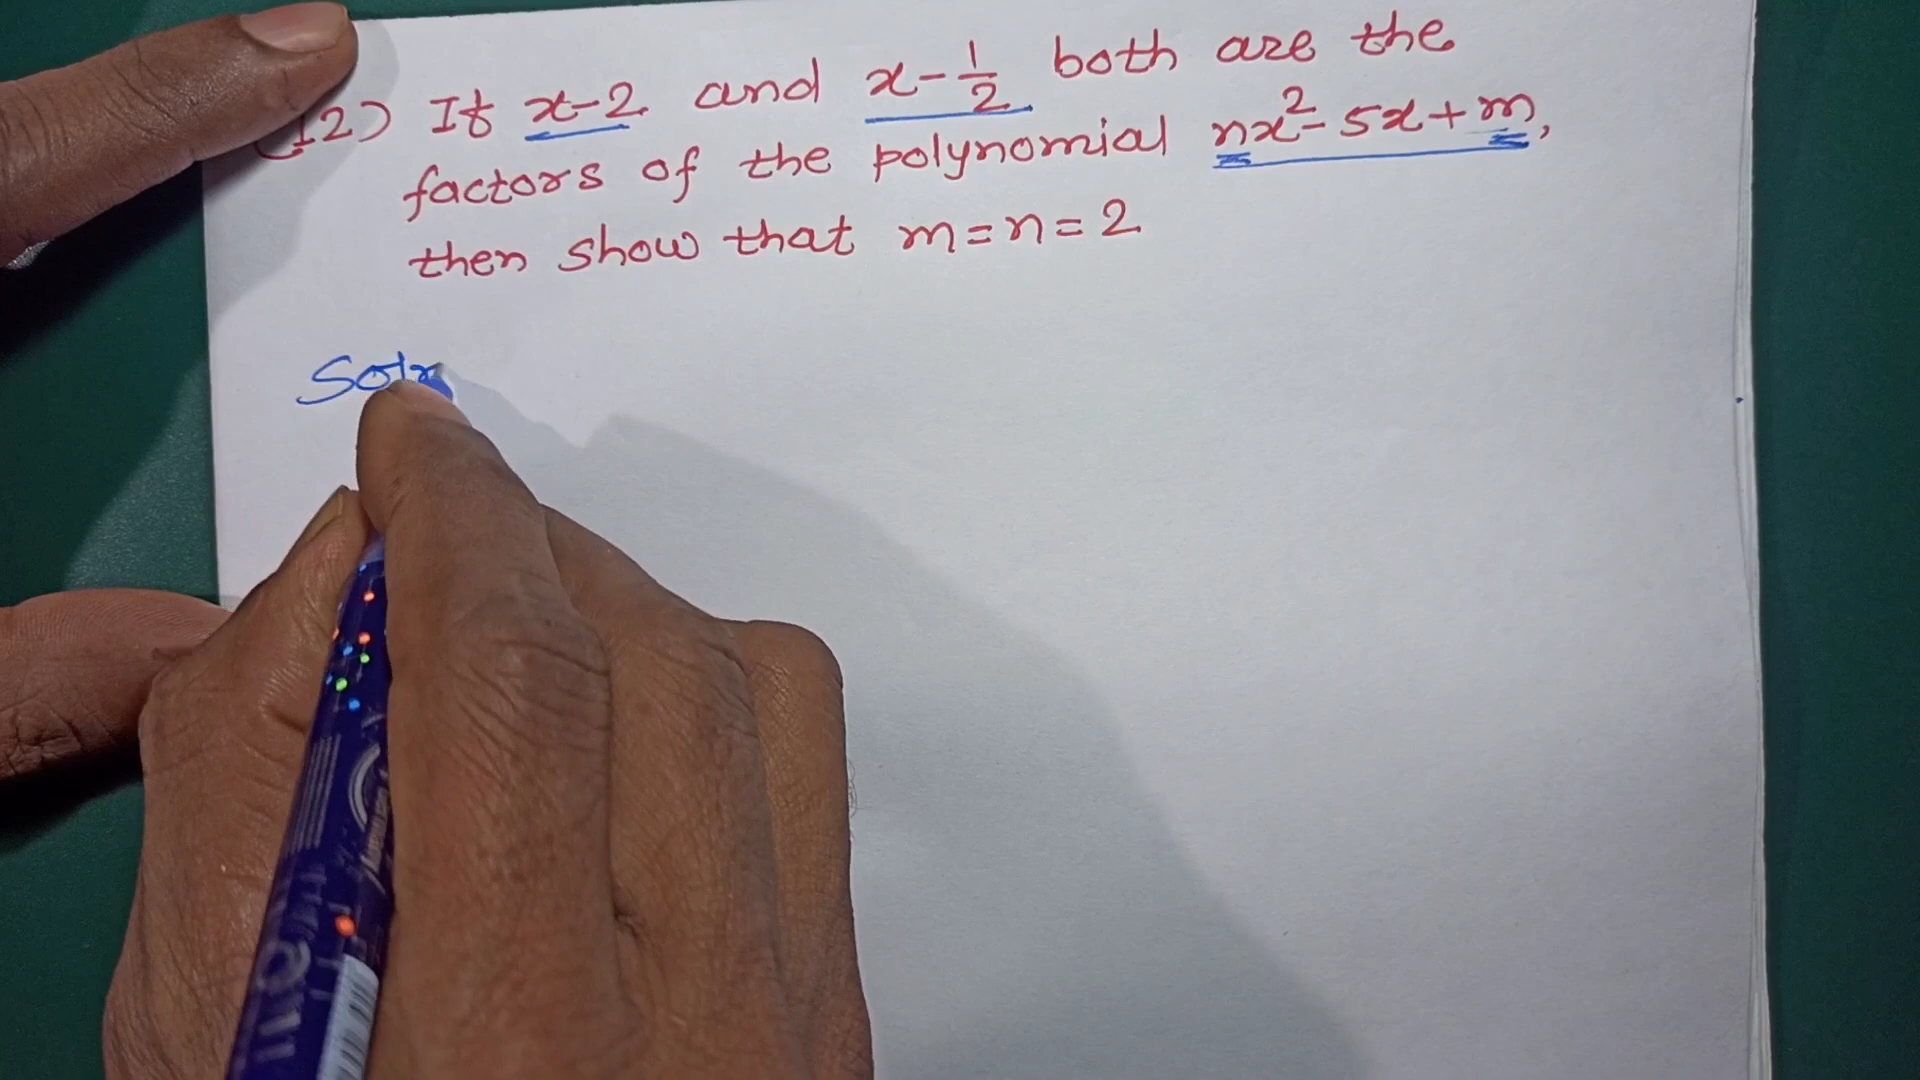 (12) If x-2 and x-1/2 both are the
factors of the polynomial nx²-5x+m,
then show that m=n=2
Soln